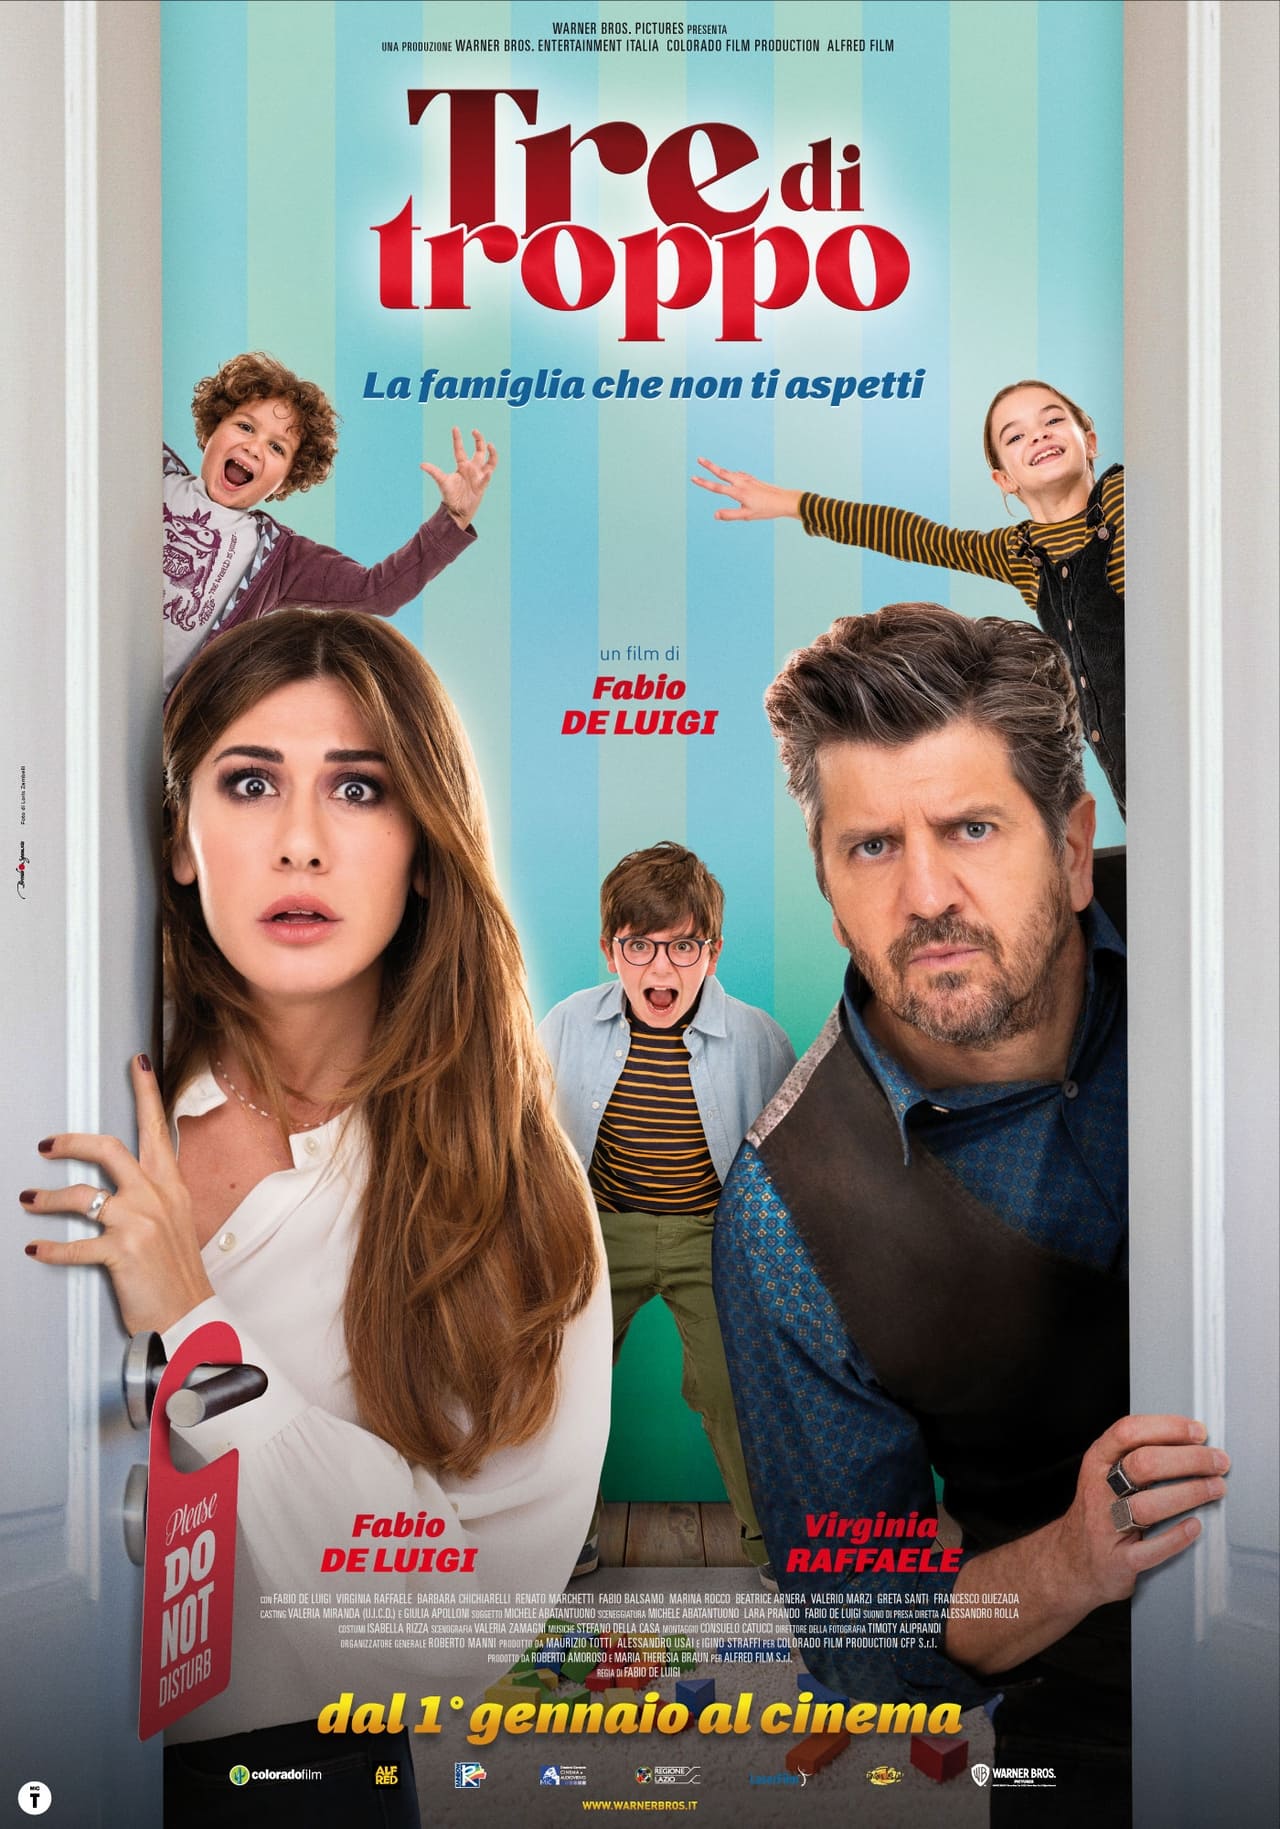 WARNER BROS. PICTURES PRESENTA
UNA PRODUZIONE WARNER BROS. ENTERTAINMENT ITALIA COLORADO FILM PRODUCTION ALFRED FILM
Tre di
troppo
La famiglia che non ti aspetti
un film di
Fabio
DE LUIGI
Foto di Loris Zambelli
Please
DO
NOT
DISTURB
Fabio
DE LUIGI
Virginia
RAFFAELE
CON FABIO DE LUIGI VIRGINIA RAFFAELE BARBARA CHICHIARELLI RENATO MARCHETTI FABIO BALSAMO MARINA ROCCO BEATRICE ARNERA VALERIO MARZI GRETA SANTI FRANCESCO QUEZADA
CASTING VALERIA MIRANDA (U.I.C.D.) E GIULIA APOLLONI SOGGETTO MICHELE ABATANTUONO SCENEGGIATURA MICHELE ABATANTUONO LARA PRANDO FABIO DE LUIGI SUONO DI PRESA DIRETTA ALESSANDRO ROLLA
COSTUMI ISABELLA RIZZA SCENOGRAFIA VALERIA ZAMAGNI MUSICHE STEFANO DELLA CASA MONTAGGIO CONSUELO CATUCCI DIRETTORE DELLA FOTOGRAFIA TIMOTY ALIPRANDI
ORGANIZZATORE GENERALE ROBERTO MANNI PRODOTTO DA MAURIZIO TOTTI ALESSANDRO USAI E IGINO STRAFFI PER COLORADO FILM PRODUCTION CFP S.r.l.
PRODOTTO DA ROBERTO AMOROSO E MARIA THERESIA BRAUN PER ALFRED FILM S.r.l.
REGIA DI FABIO DE LUIGI
dal 1° gennaio al cinema
coloradofilm
ALF
RED
REGIONE
LAZIO
WARNER BROS.
PICTURES
MIC
T
WWW.WARNERBROS.IT